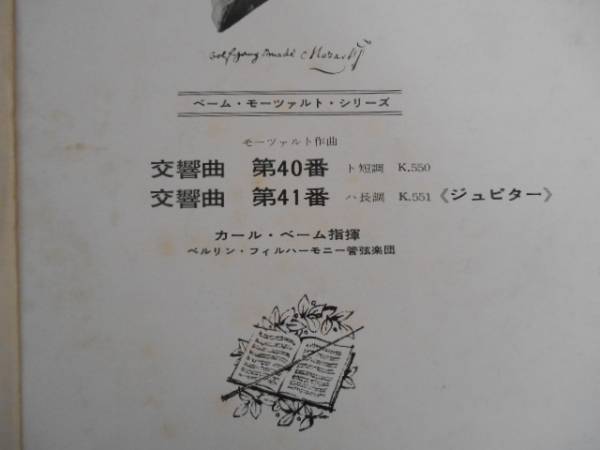 Wolfgang Amadè Mozart
ベーム・モーツァルト・シリーズ
モーツァルト作曲
交響曲 第40番 ト短調 K.550
交響曲 第41番 ハ長調 K.551《ジュピター》
カール・ベーム指揮
ベルリン・フィルハーモニー管弦楽団